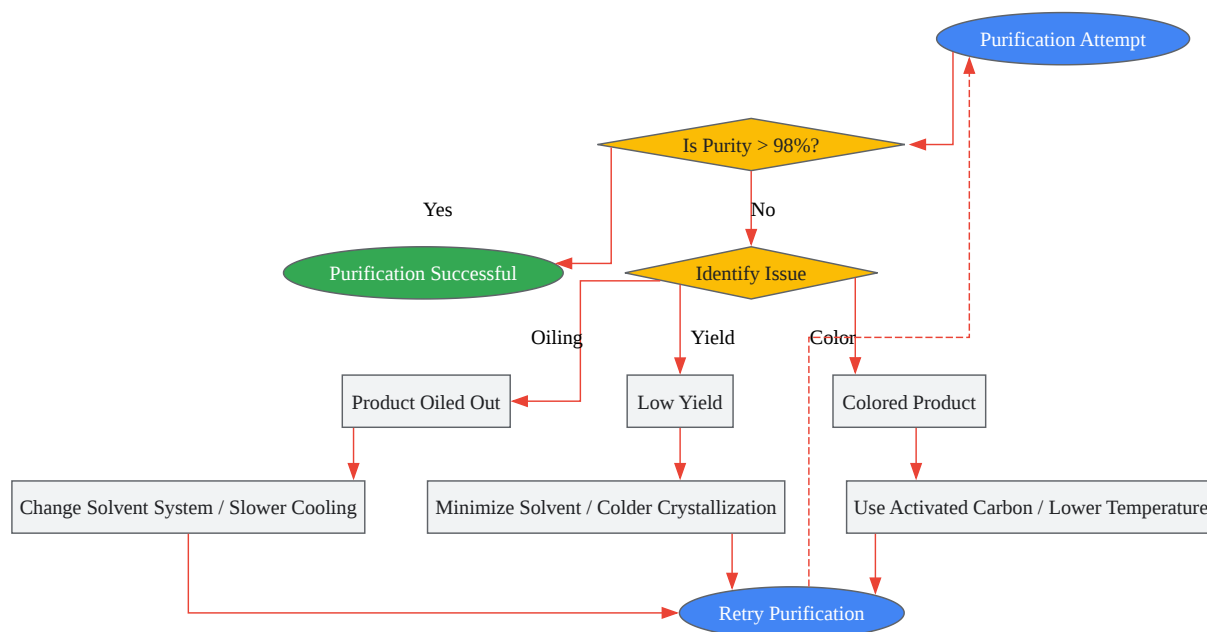 Purification Attempt
Is Purity > 98%?
Yes
No
Purification Successful
Identify Issue
Oiling
Yield
Color
Product Oiled Out
Low Yield
Colored Product
Change Solvent System / Slower Cooling
Minimize Solvent / Colder Crystallization
Use Activated Carbon / Lower Temperature
Retry Purification